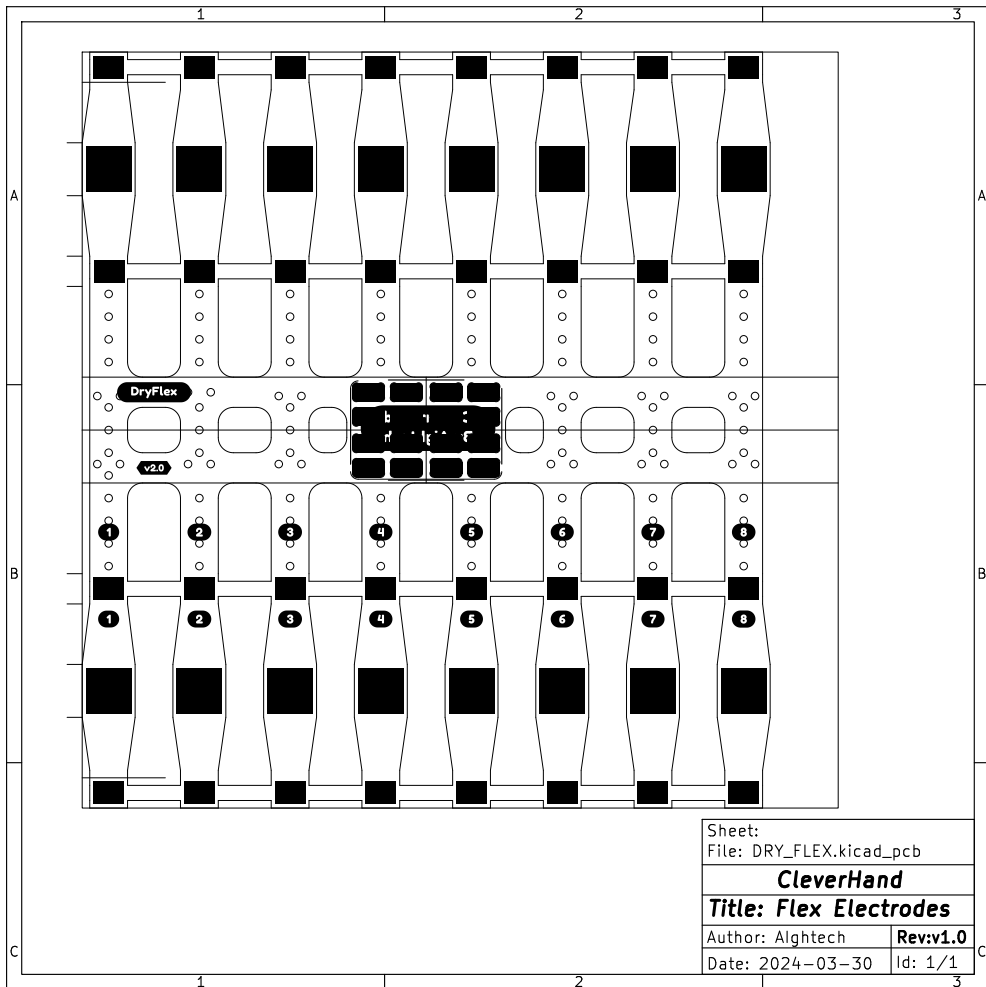 1 2 3
A A
DryFlex
v2.0
1 2 3 4 5 6 7 8
B B
1 2 3 4 5 6 7 8
Sheet:
File: DRY_FLEX.kicad_pcb
CleverHand
Title: Flex Electrodes
Author: Alghtech Rev:v1.0
C C
Date: 2024-03-30 Id: 1/1
1 2 3